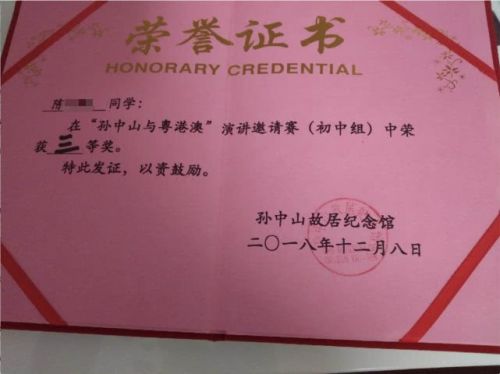 荣誉证书
HONORARY CREDENTIAL
陈 同学：
在“孙中山与粤港澳”演讲邀请赛（初中组）中荣
获三等奖。
特此发证，以资鼓励。
孙中山故居纪念馆
二〇一八年十二月八日